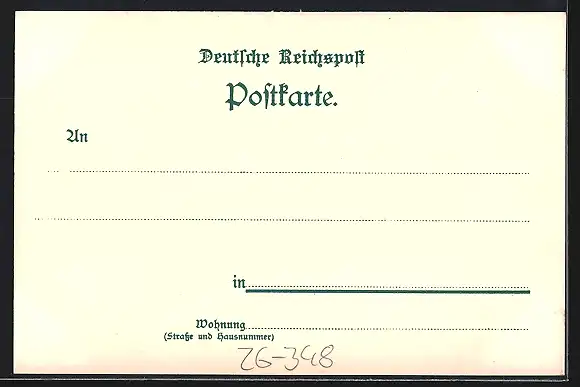 Deutsche Reichspost
Postkarte.
An
in
Wohnung
(Straße und Hausnummer)
26-348